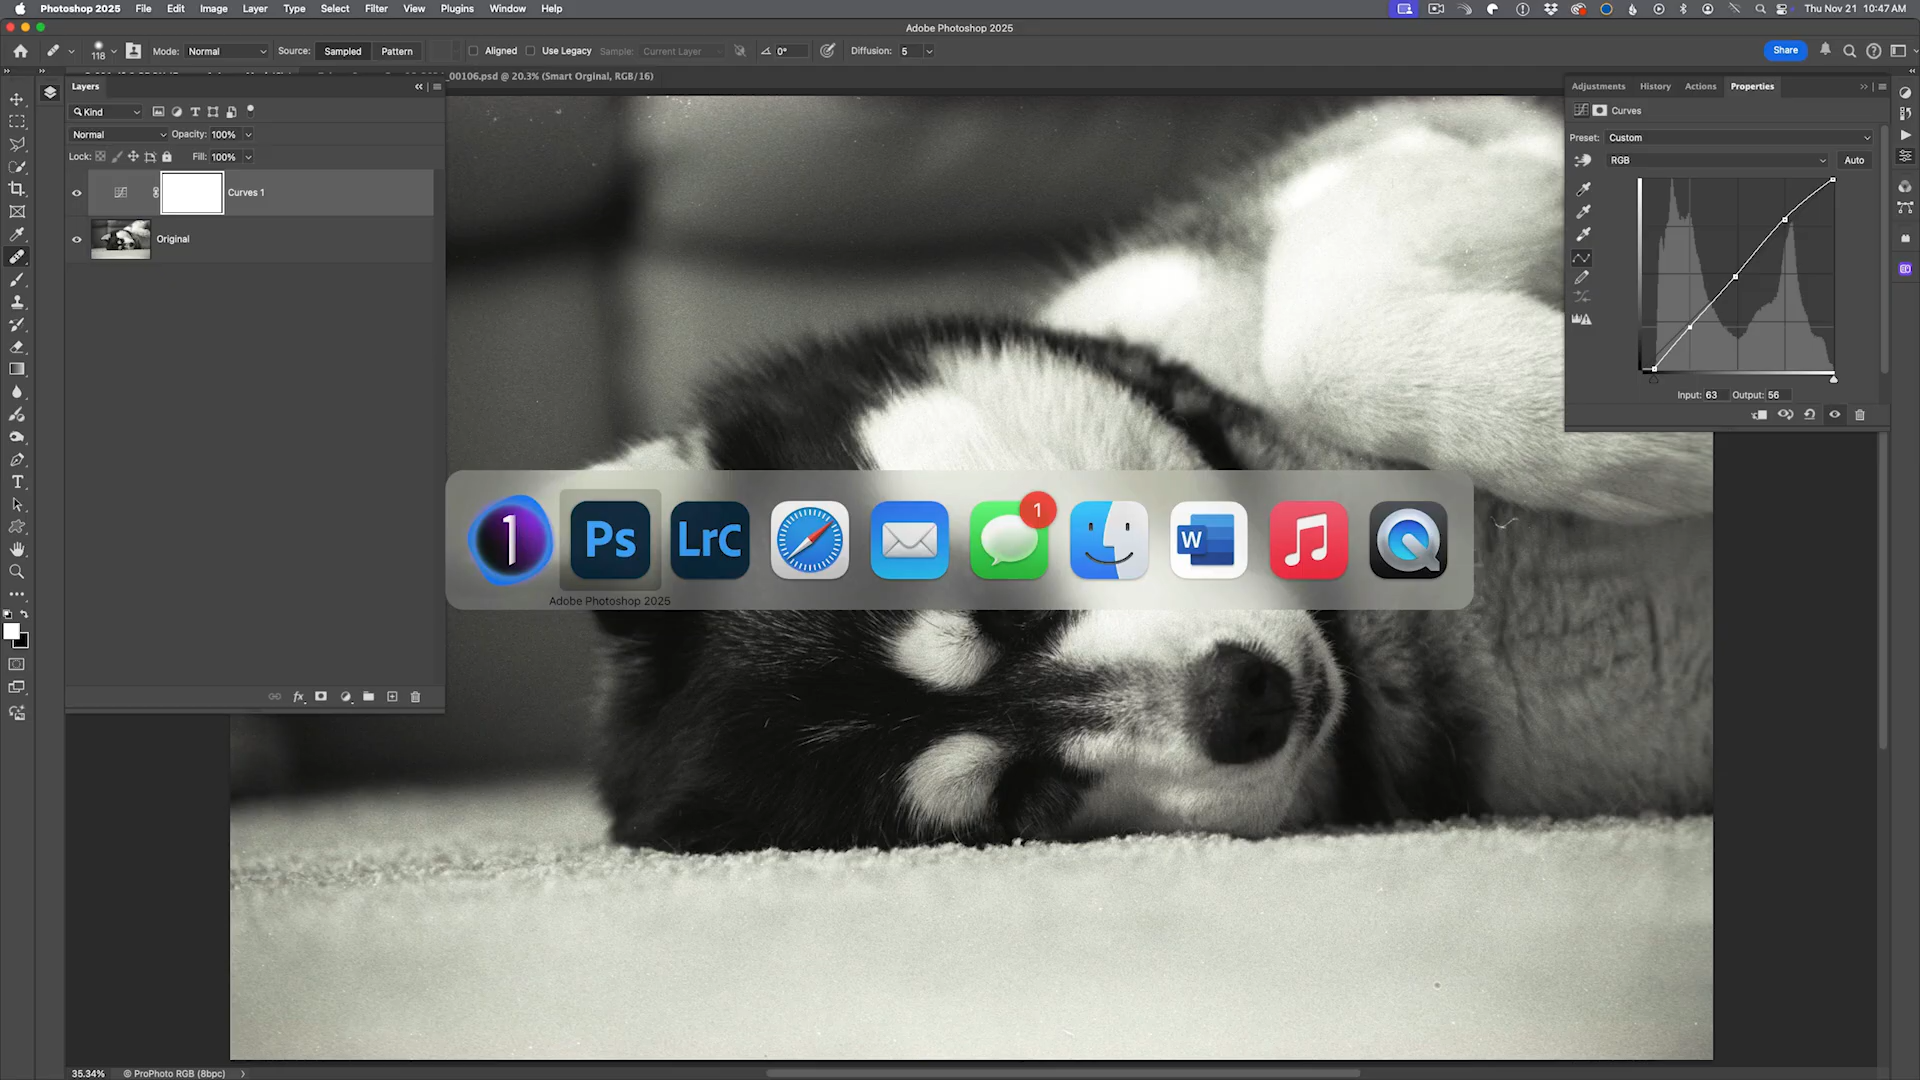 Photoshop 2025 File Edit Image Layer Type Select Filter View Plugins Window Help Thu Nov 21 10:47 AM
Adobe Photoshop 2025
118 Mode: Normal Source: Sampled Pattern Aligned Use Legacy Sample: Current Layer 0° Diffusion: 5 Share
_00106.psd @ 20.3% (Smart Orginal, RGB/16)
Layers
Kind
Normal Opacity: 100%
Lock: Fill: 100%
Curves 1
Original
Adjustments History Actions Properties
Curves
Preset: Custom
RGB Auto
Input: 63 Output: 56
1 Ps LrC 1 W
Adobe Photoshop 2025
35.34% ProPhoto RGB (8bpc)